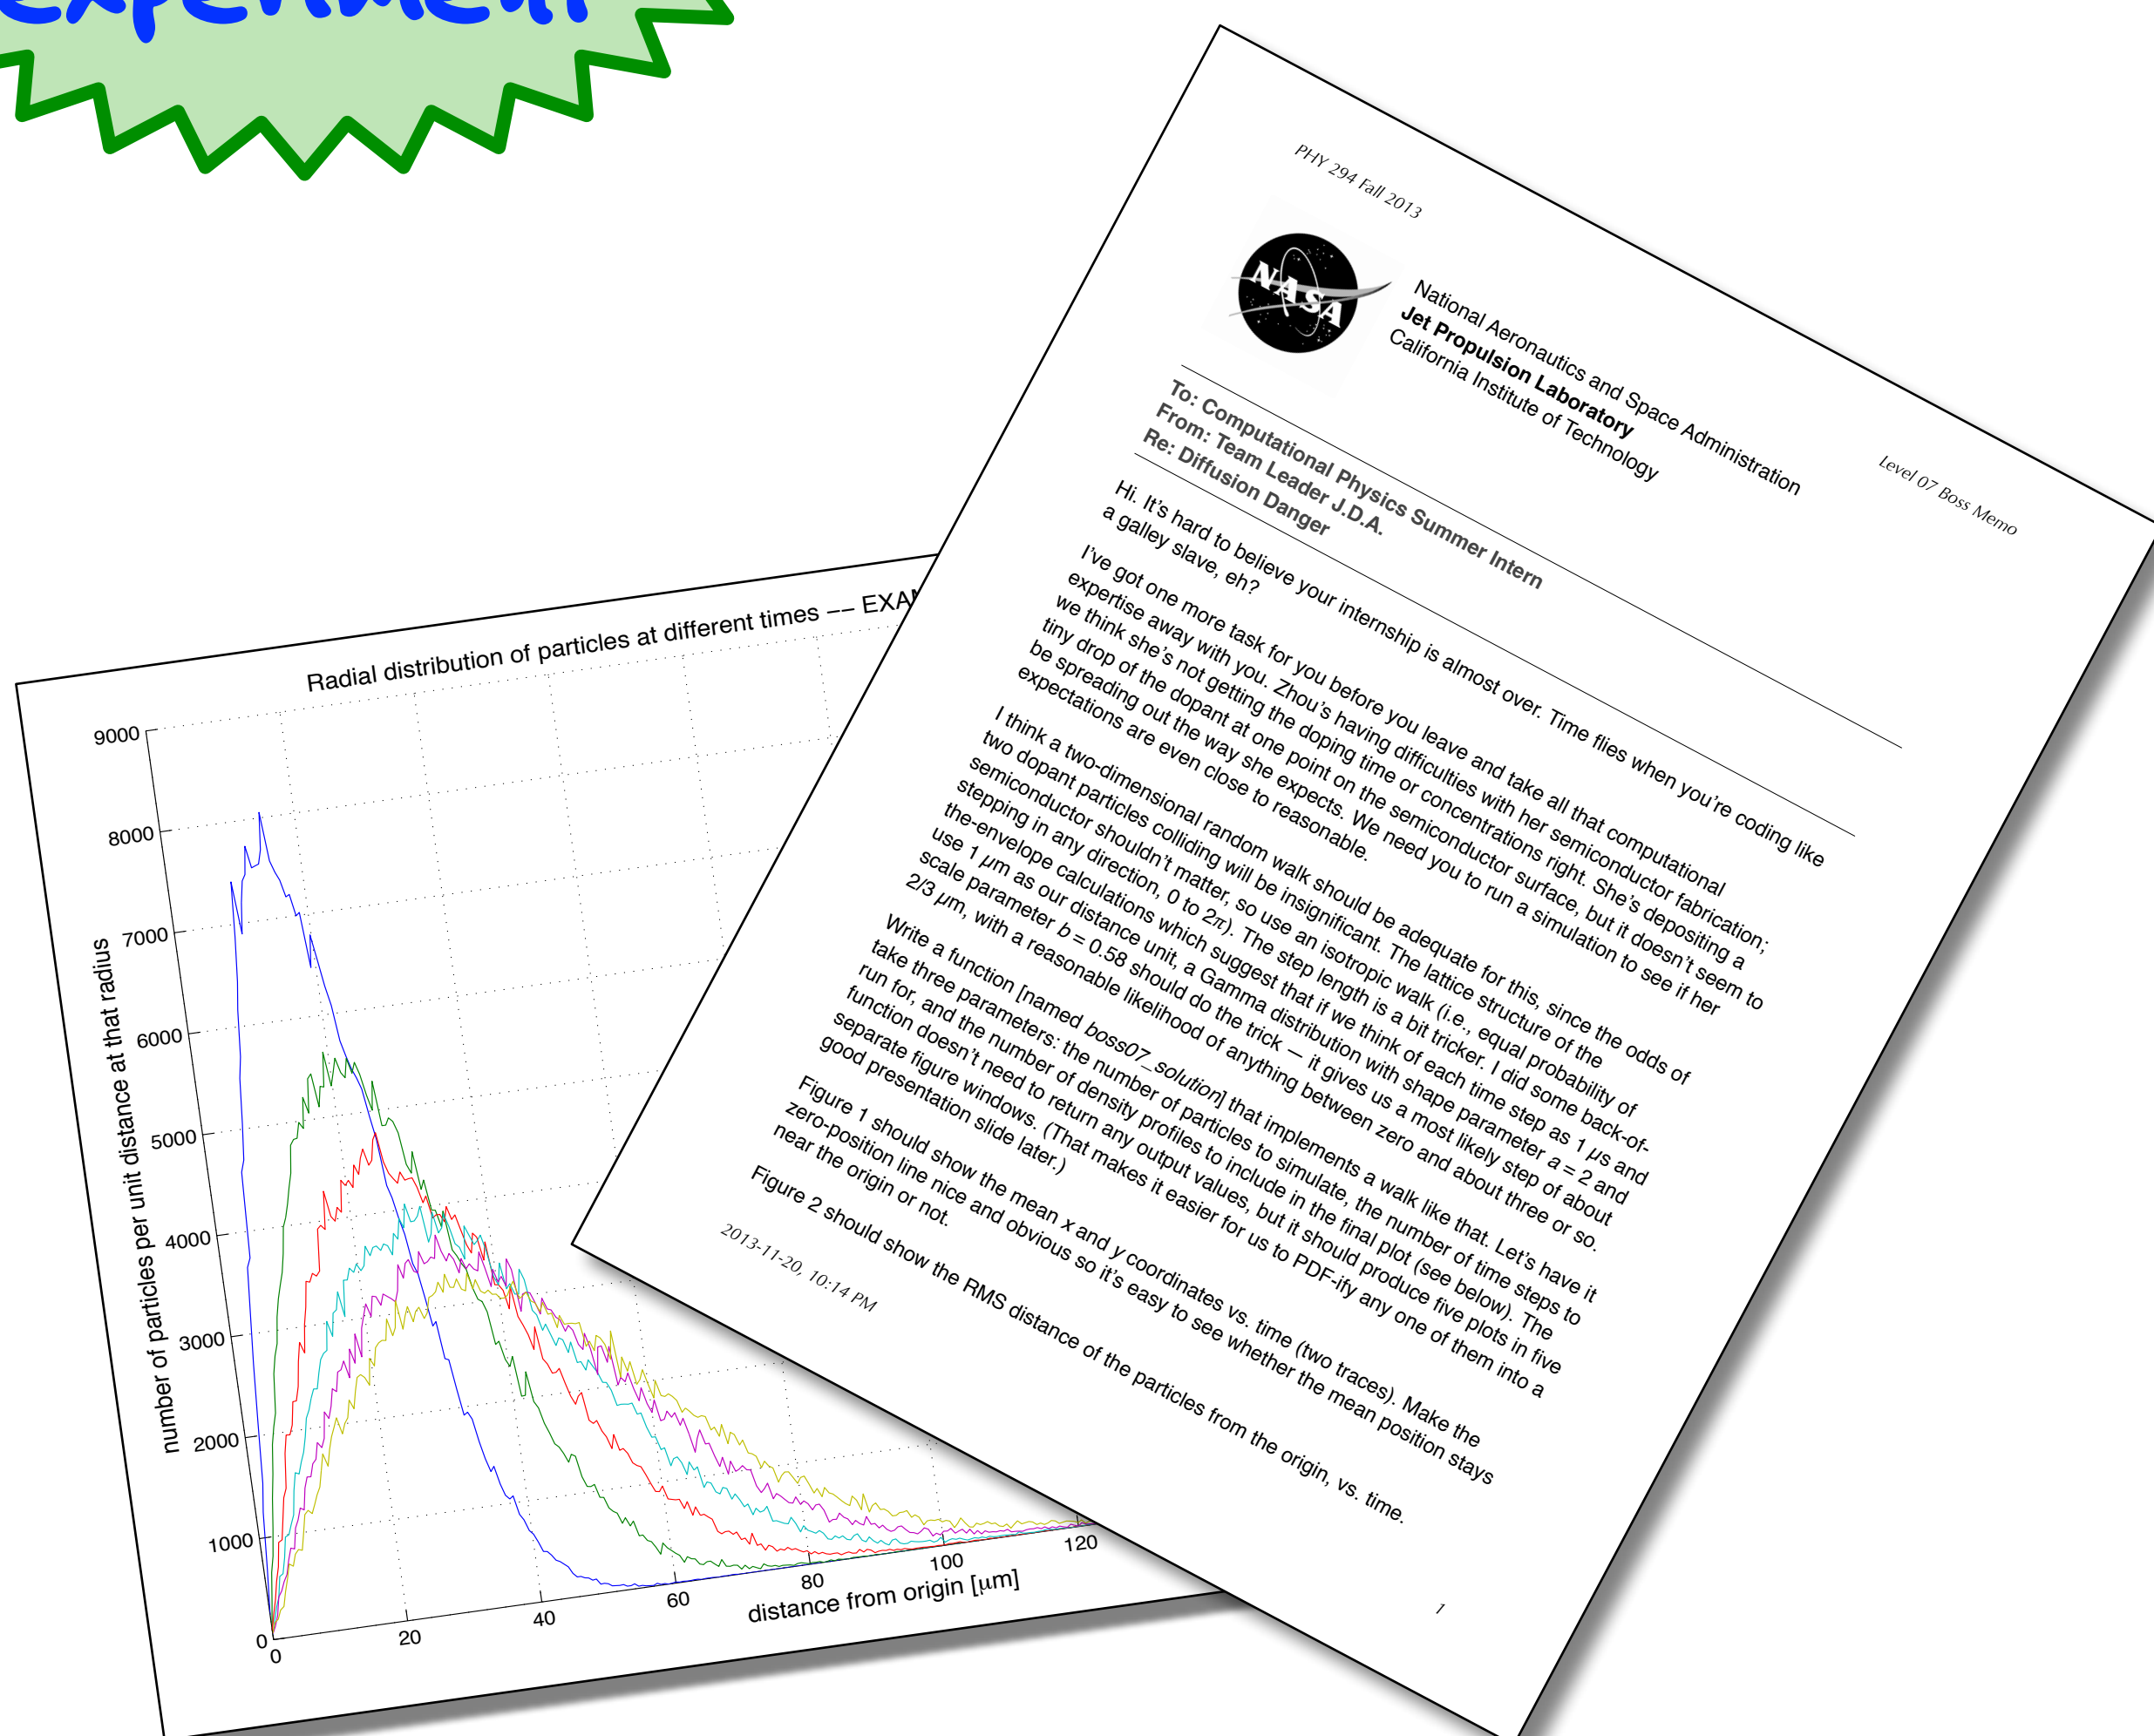 experiment
Radial distribution of particles at different times –– EXAM
9000
8000
7000
6000
5000
4000
3000
2000
1000
0
number of particles per unit distance at that radius
0
20
40
60
80
100
120
distance from origin [μm]
PHY 294 Fall 2013
Level 07 Boss Memo
NASA
National Aeronautics and Space Administration
Jet Propulsion Laboratory
California Institute of Technology
To: Computational Physics Summer Intern
From: Team Leader J.D.A.
Re: Diffusion Danger
Hi. It's hard to believe your internship is almost over. Time flies when you're coding like
a galley slave, eh?
I've got one more task for you before you leave and take all that computational
expertise away with you. Zhou's having difficulties with her semiconductor fabrication;
we think she's not getting the doping time or concentrations right. She's depositing a
tiny drop of the dopant at one point on the semiconductor surface, but it doesn't seem to
be spreading out the way she expects. We need you to run a simulation to see if her
expectations are even close to reasonable.
I think a two-dimensional random walk should be adequate for this, since the odds of
two dopant particles colliding will be insignificant. The lattice structure of the
semiconductor shouldn't matter, so use an isotropic walk (i.e., equal probability of
stepping in any direction, 0 to 2π). The step length is a bit tricker. I did some back-of-
the-envelope calculations which suggest that if we think of each time step as 1 μs and
use 1 μm as our distance unit, a Gamma distribution with shape parameter a = 2 and
scale parameter b = 0.58 should do the trick — it gives us a most likely step of about
2/3 μm, with a reasonable likelihood of anything between zero and about three or so.
Write a function [named boss07_solution] that implements a walk like that. Let's have it
take three parameters: the number of particles to simulate, the number of time steps to
run for, and the number of density profiles to include in the final plot (see below). The
function doesn't need to return any output values, but it should produce five plots in five
separate figure windows. (That makes it easier for us to PDF-ify any one of them into a
good presentation slide later.)
Figure 1 should show the mean x and y coordinates vs. time (two traces). Make the
zero-position line nice and obvious so it's easy to see whether the mean position stays
near the origin or not.
Figure 2 should show the RMS distance of the particles from the origin, vs. time.
2013-11-20, 10:14 PM
1